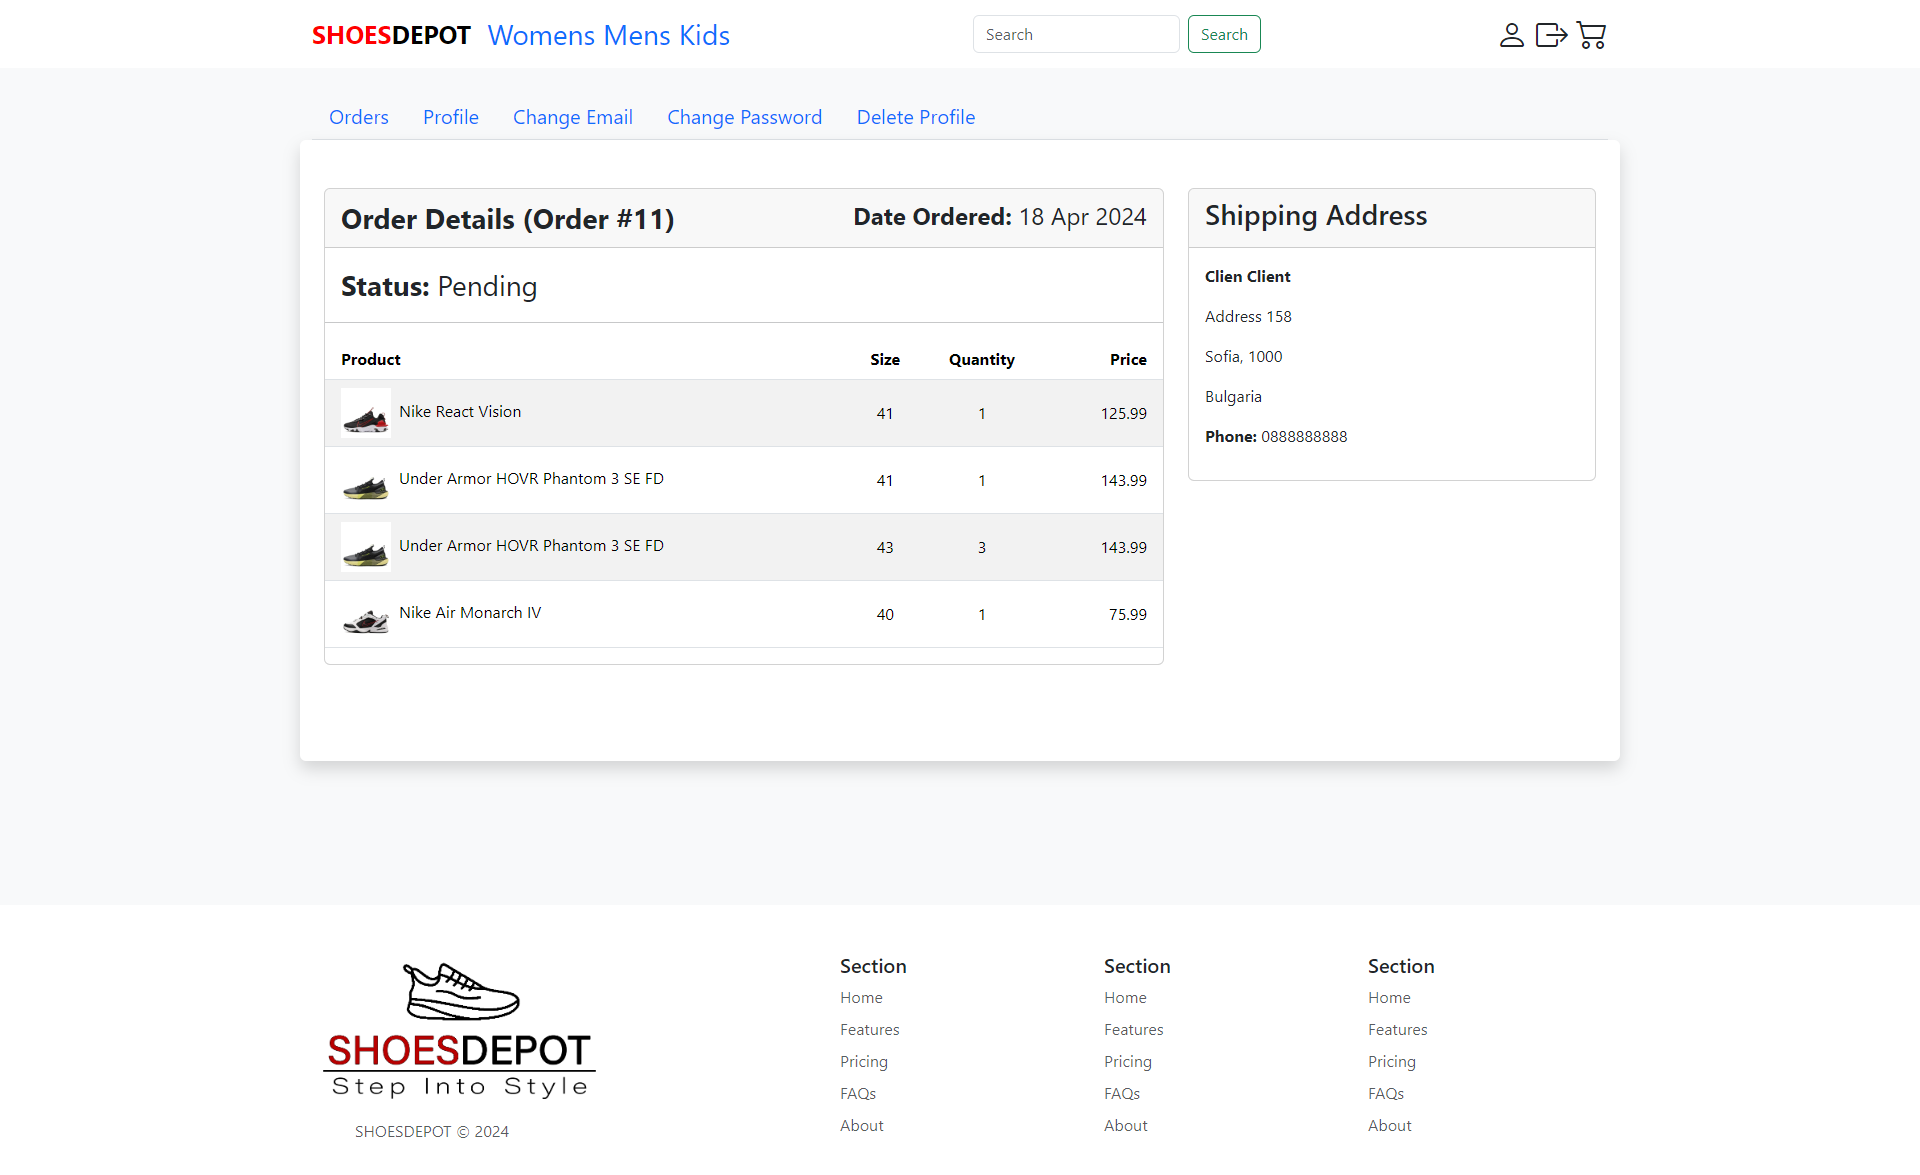 SHOESDEPOT Womens Mens Kids Search Search
Orders Profile Change Email Change Password Delete Profile
Order Details (Order #11) Date Ordered: 18 Apr 2024
Status: Pending
Product Size Quantity Price
Nike React Vision 41 1 125.99
Under Armor HOVR Phantom 3 SE FD 41 1 143.99
Under Armor HOVR Phantom 3 SE FD 43 3 143.99
Nike Air Monarch IV 40 1 75.99
Shipping Address
Clien Client
Address 158
Sofia, 1000
Bulgaria
Phone: 0888888888
SHOESDEPOT
Step Into Style
SHOESDEPOT © 2024
Section
Home
Features
Pricing
FAQs
About
Section
Home
Features
Pricing
FAQs
About
Section
Home
Features
Pricing
FAQs
About